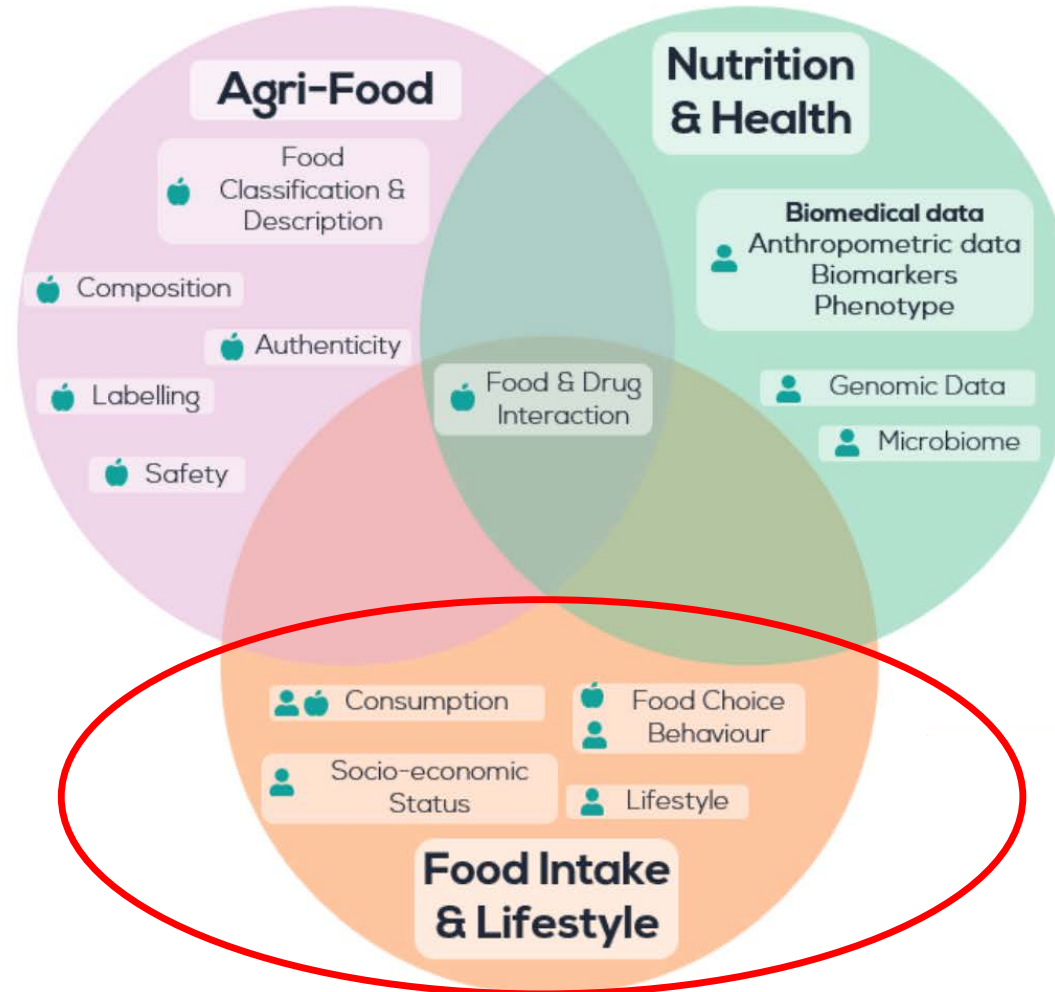 Agri-Food
Food
Classification &
Description
Composition
Authenticity
Labelling
Safety
Nutrition
& Health
Biomedical data
Anthropometric data
Biomarkers
Phenotype
Genomic Data
Microbiome
Food & Drug
Interaction
Consumption
Food Choice
Behaviour
Socio-economic
Status
Lifestyle
Food Intake
& Lifestyle